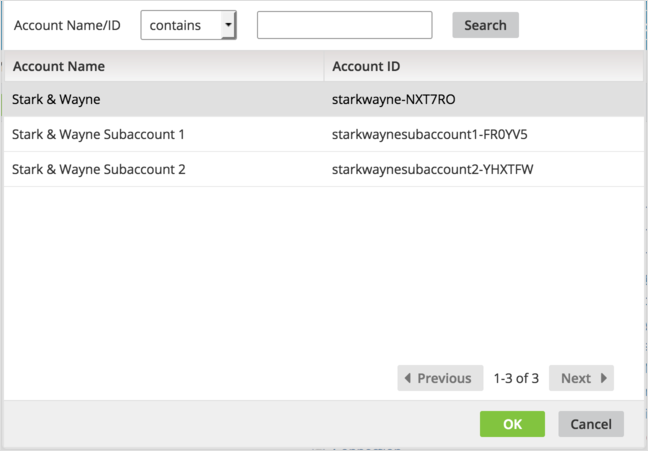 Account Name/ID contains Search
Account Name Account ID
Stark & Wayne starkwayne-NXT7RO
Stark & Wayne Subaccount 1 starkwaynesubaccount1-FR0YV5
Stark & Wayne Subaccount 2 starkwaynesubaccount2-YHXTFW
Previous 1-3 of 3 Next
OK Cancel